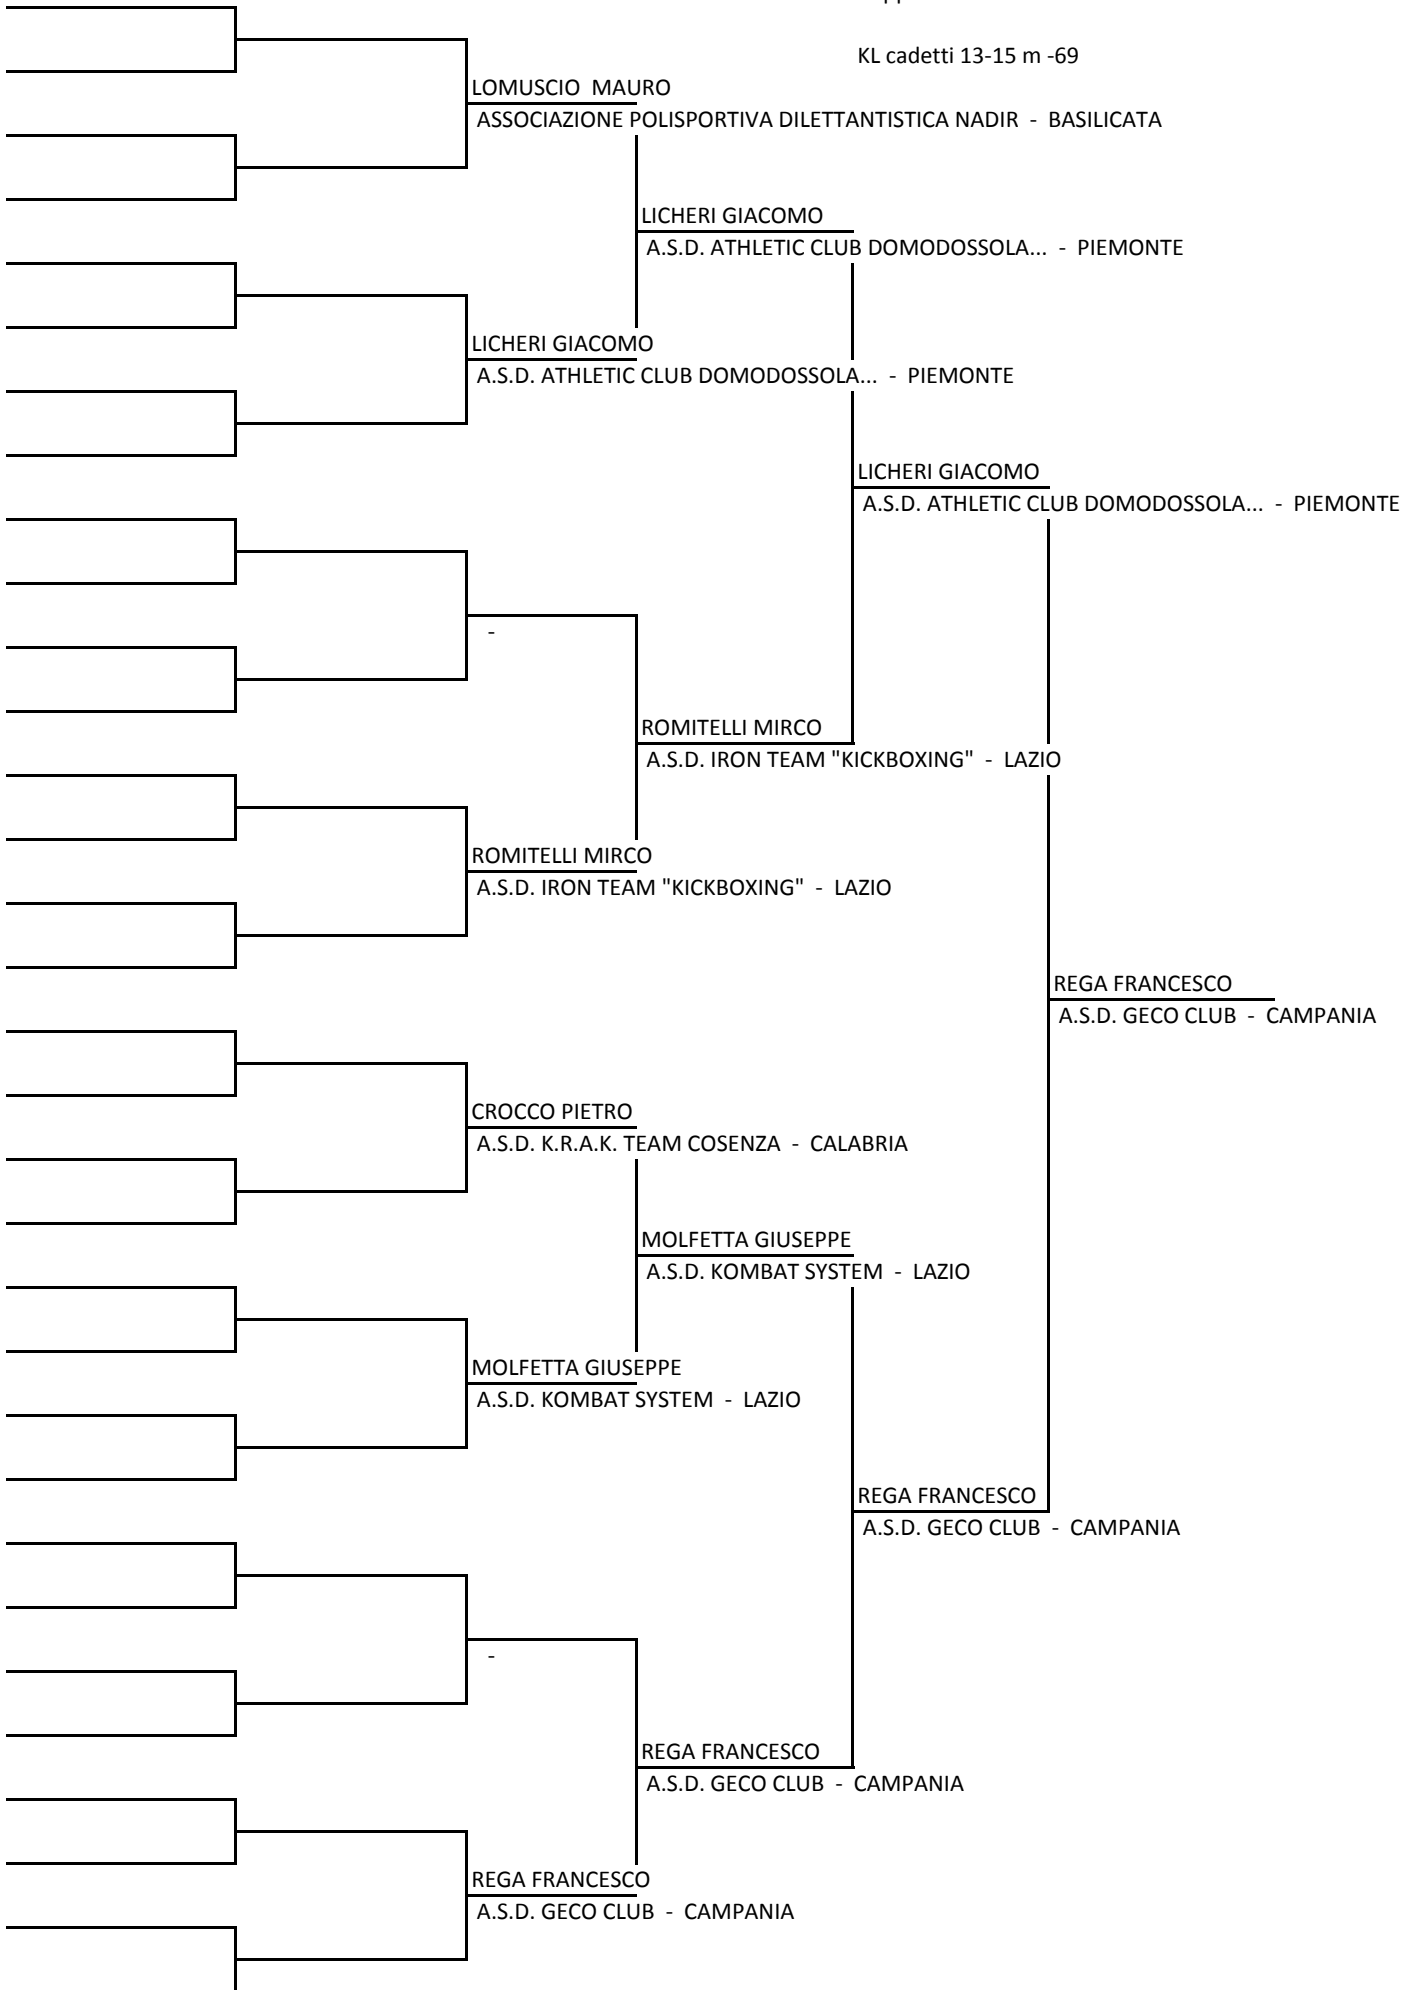 KL cadetti 13-15 m -69
LOMUSCIO  MAURO
ASSOCIAZIONE POLISPORTIVA DILETTANTISTICA NADIR  -  BASILICATA
LICHERI GIACOMO
A.S.D. ATHLETIC CLUB DOMODOSSOLA...  -  PIEMONTE
LICHERI GIACOMO
A.S.D. ATHLETIC CLUB DOMODOSSOLA...  -  PIEMONTE
LICHERI GIACOMO
A.S.D. ATHLETIC CLUB DOMODOSSOLA...  -  PIEMONTE
-
ROMITELLI MIRCO
A.S.D. IRON TEAM "KICKBOXING"  -  LAZIO
ROMITELLI MIRCO
A.S.D. IRON TEAM "KICKBOXING"  -  LAZIO
REGA FRANCESCO
A.S.D. GECO CLUB  -  CAMPANIA
CROCCO PIETRO
A.S.D. K.R.A.K. TEAM COSENZA  -  CALABRIA
MOLFETTA GIUSEPPE
A.S.D. KOMBAT SYSTEM  -  LAZIO
MOLFETTA GIUSEPPE
A.S.D. KOMBAT SYSTEM  -  LAZIO
REGA FRANCESCO
A.S.D. GECO CLUB  -  CAMPANIA
-
REGA FRANCESCO
A.S.D. GECO CLUB  -  CAMPANIA
REGA FRANCESCO
A.S.D. GECO CLUB  -  CAMPANIA